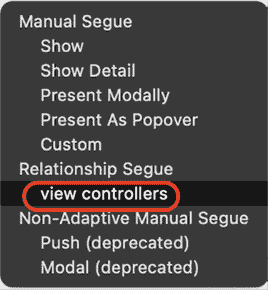 Manual Segue
Show
Show Detail
Present Modally
Present As Popover
Custom
Relationship Segue
view controllers
Non-Adaptive Manual Segue
Push (deprecated)
Modal (deprecated)